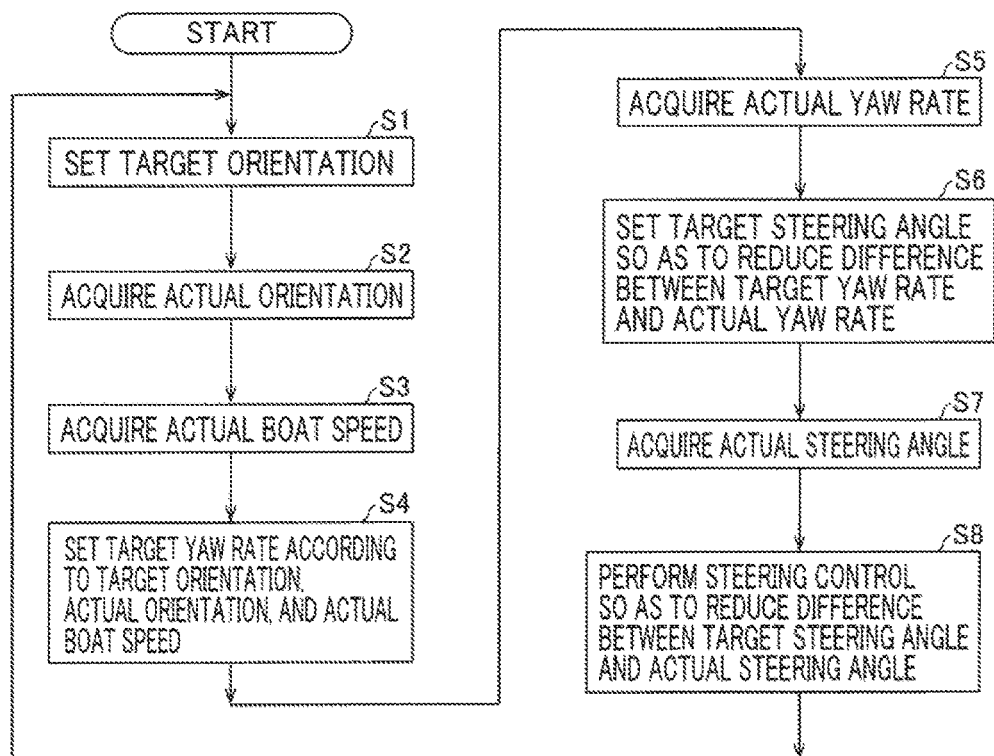 START
S1
SET TARGET ORIENTATION
S2
ACQUIRE ACTUAL ORIENTATION
S3
ACQUIRE ACTUAL BOAT SPEED
S4
SET TARGET YAW RATE ACCORDING
TO TARGET ORIENTATION,
ACTUAL ORIENTATION, AND ACTUAL
BOAT SPEED
S5
ACQUIRE ACTUAL YAW RATE
S6
SET TARGET STEERING ANGLE
SO AS TO REDUCE DIFFERENCE
BETWEEN TARGET YAW RATE
AND ACTUAL YAW RATE
S7
ACQUIRE ACTUAL STEERING ANGLE
S8
PERFORM STEERING CONTROL
SO AS TO REDUCE DIFFERENCE
BETWEEN TARGET STEERING ANGLE
AND ACTUAL STEERING ANGLE